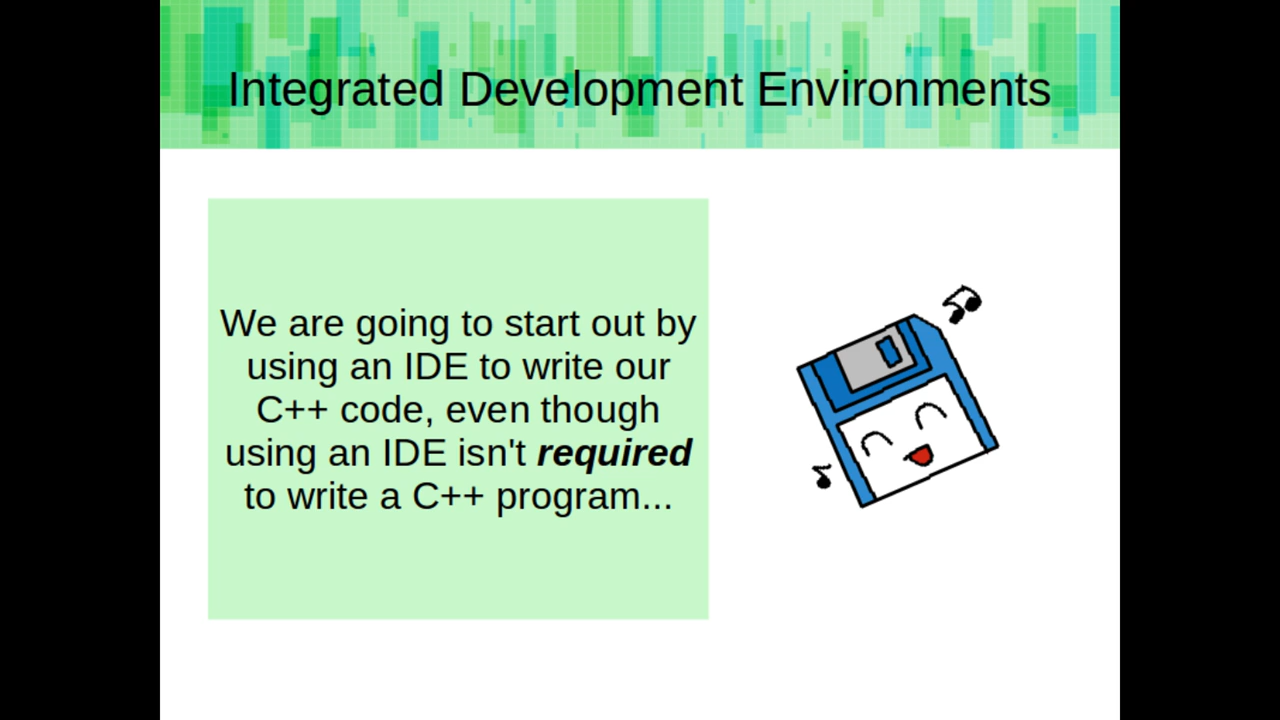 Integrated Development Environments
We are going to start out by
using an IDE to write our
C++ code, even though
using an IDE isn't required
to write a C++ program...